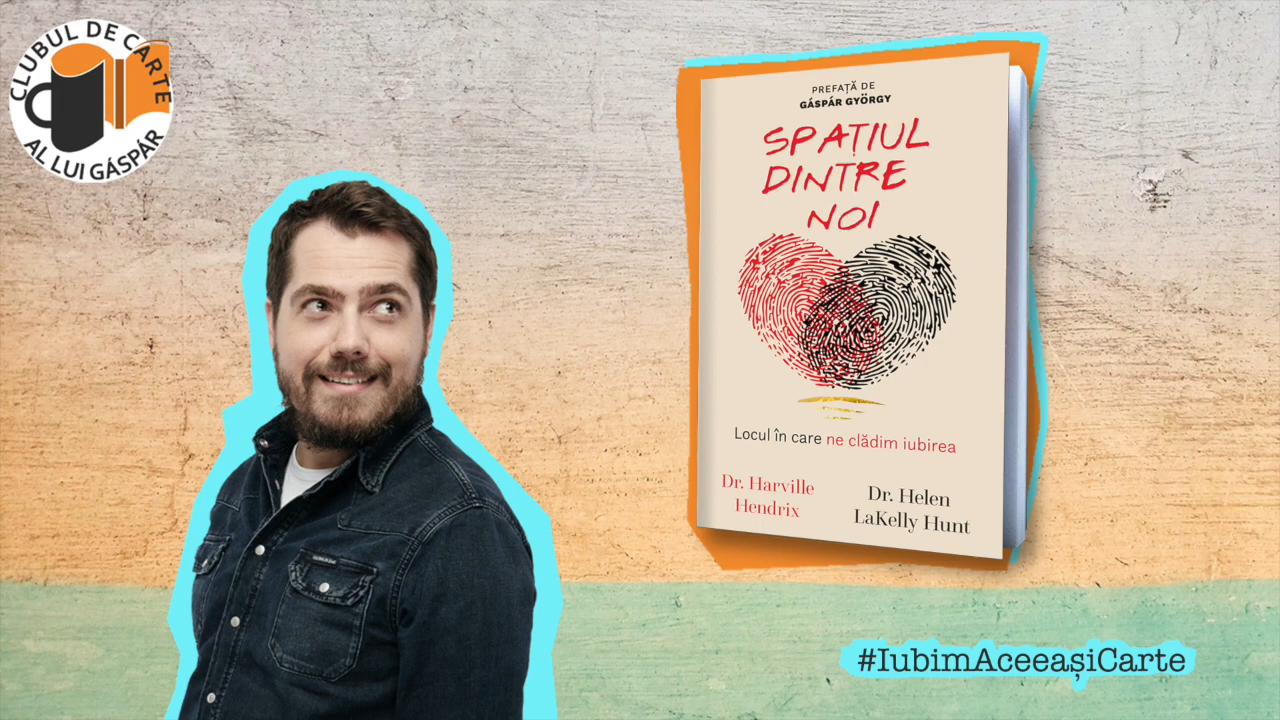 CLUBUL DE CARTE
AL LUI GÁSPÁR
PREFAȚĂ DE
GÁSPÁR GYÖRGY
SPAȚIUL
DINTRE
NOI
Locul în care ne clădim iubirea
Dr. Harville
Hendrix
Dr. Helen
LaKelly Hunt
#IubimAceeașiCarte